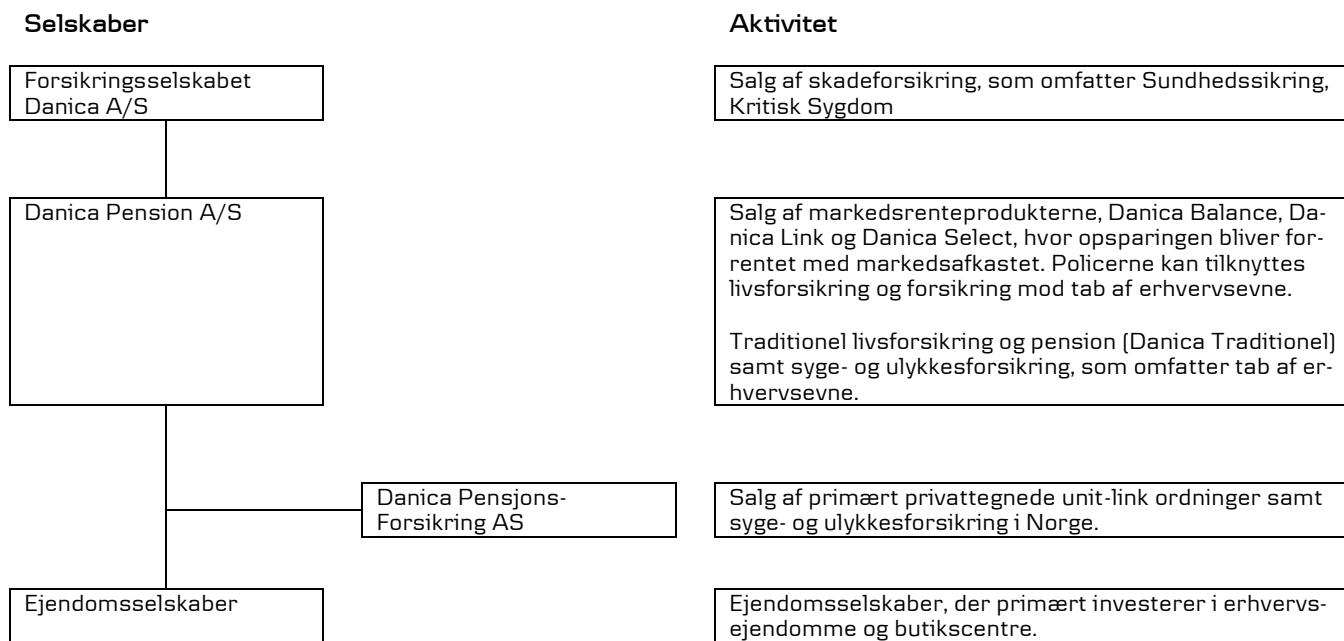 Selskaber
Aktivitet
Forsikringsselskabet
Danica A/S
Salg af skadeforsikring, som omfatter Sundhedssikring,
Kritisk Sygdom
Danica Pension A/S
Salg af markedsrenteprodukterne, Danica Balance, Da-
nica Link og Danica Select, hvor opsparingen bliver for-
rentet med markedsafkastet. Policerne kan tilknyttes
livsforsikring og forsikring mod tab af erhvervsevne.
Traditionel livsforsikring og pension (Danica Traditionel)
samt syge- og ulykkesforsikring, som omfatter tab af er-
hvervsevne.
Danica Pensjons-
Forsikring AS
Salg af primært privattegnede unit-link ordninger samt
syge- og ulykkesforsikring i Norge.
Ejendomsselskaber
Ejendomsselskaber, der primært investerer i erhvervs-
ejendomme og butikscentre.